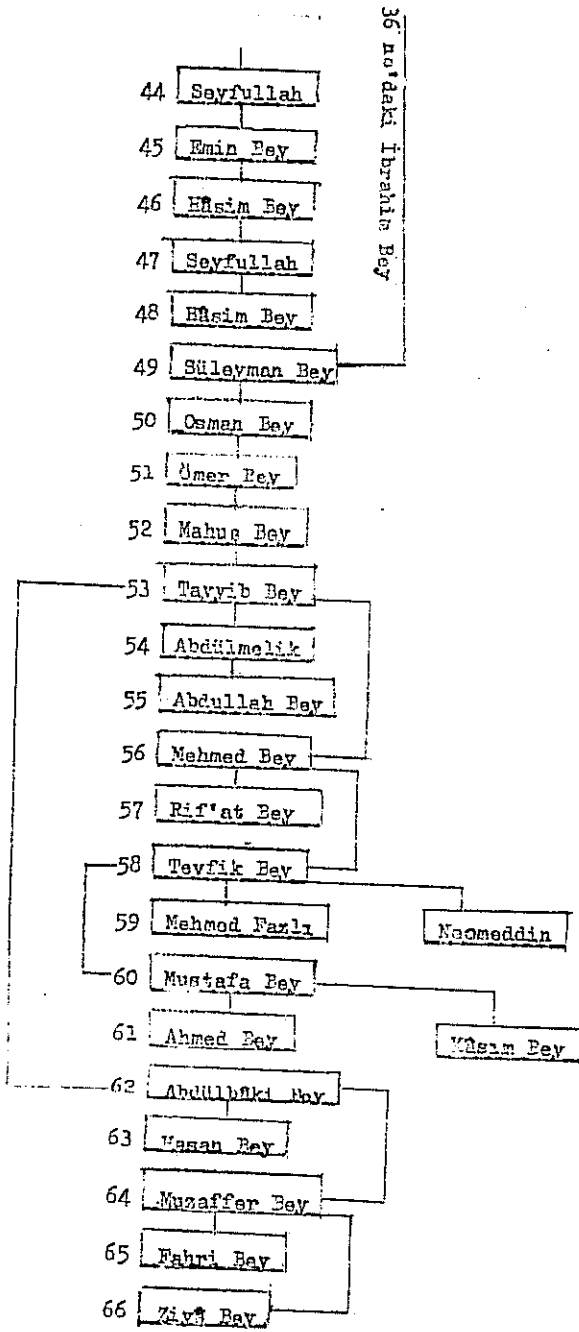 36 no'daki İbrahim Bey
44 Seyfullah
45 Emin Bey
46 Hâsim Bey
47 Seyfullah
48 Hâsim Bey
49 Süleyman Bey
50 Osman Bey
51 Ömer Bey
52 Mahuş Bey
53 Tayyib Bey
54 Abdülmelik
55 Abdullah Bey
56 Mehmed Bey
57 Rif'at Bey
58 Tevfik Bey
59 Mehmed Fazlı Necmeddin
60 Mustafa Bey
61 Ahmed Bey Kâsım Bey
62 Abdülbâki Bey
63 Hasan Bey
64 Muzaffer Bey
65 Fahri Bey
66 Ziyâ Bey